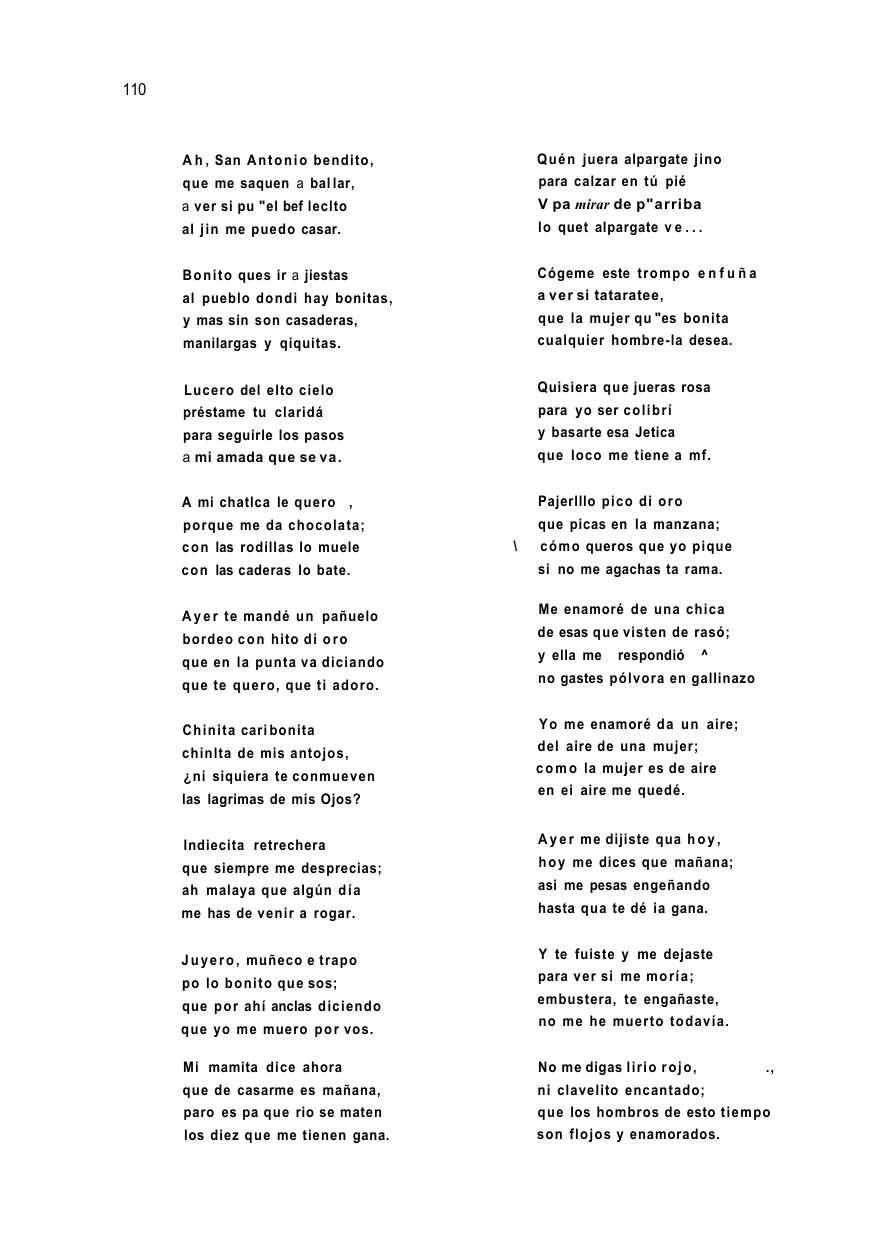 110
Ah, San Antonio bendito,
que me saquen a ballar,
a ver si pu "el bef leclto
al jin me puedo casar.
Bonito ques ir a jiestas
al pueblo dondi hay bonitas,
y mas sin son casaderas,
manilargas y qiquitas.
Lucero del elto cielo
préstame tu claridá
para seguirle los pasos
a mi amada que se va.
A mi chatlca le quero ,
porque me da chocolata;
con las rodillas lo muele
con las caderas lo bate.
Ayer te mandé un pañuelo
bordeo con hito di oro
que en la punta va diciando
que te quero, que ti adoro.
Chinita caribonita
chinlta de mis antojos,
¿ni siquiera te conmueven
las lagrimas de mis Ojos?
Indiecita retrechera
que siempre me desprecias;
ah malaya que algún día
me has de venir a rogar.
Juyero, muñeco e trapo
po lo bonito que sos;
que por ahí anclas diciendo
que yo me muero por vos.
Mi mamita dice ahora
que de casarme es mañana,
paro es pa que rio se maten
los diez que me tienen gana.
Quén juera alpargate jino
para calzar en tú pié
V pa mirar de p"arriba
lo quet alpargate ve...
Cógeme este trompo enfuña
a ver si tataratee,
que la mujer qu "es bonita
cualquier hombre-la desea.
Quisiera que jueras rosa
para yo ser colibrí
y basarte esa Jetica
que loco me tiene a mf.
Pajerlllo pico di oro
que picas en la manzana;
\ cómo queros que yo pique
si no me agachas ta rama.
Me enamoré de una chica
de esas que visten de rasó;
y ella me respondió ^
no gastes pólvora en gallinazo
Yo me enamoré da un aire;
del aire de una mujer;
como la mujer es de aire
en ei aire me quedé.
Ayer me dijiste qua hoy,
hoy me dices que mañana;
asi me pesas engeñando
hasta qua te dé ia gana.
Y te fuiste y me dejaste
para ver si me moría;
embustera, te engañaste,
no me he muerto todavía.
No me digas lirio rojo, .,
ni clavelito encantado;
que los hombros de esto tiempo
son flojos y enamorados.